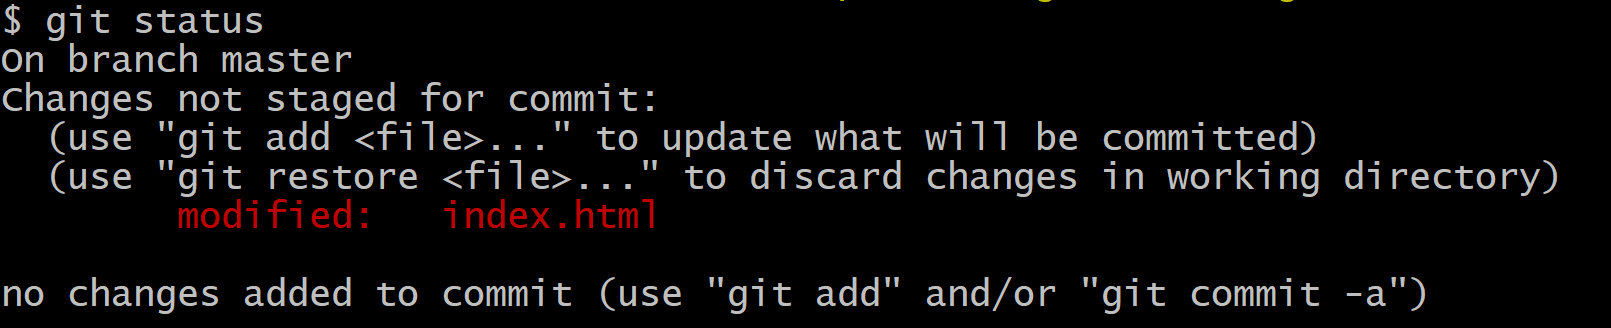 $ git status
On branch master
Changes not staged for commit:
  (use "git add <file>..." to update what will be committed)
  (use "git restore <file>..." to discard changes in working directory)
        modified:   index.html

no changes added to commit (use "git add" and/or "git commit -a")